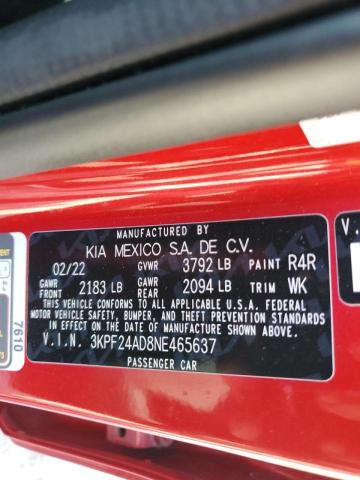 MANUFACTURED BY
KIA MEXICO S.A. DE C.V.
02/22 GVWR 3792 LB PAINT R4R
GAWR FRONT 2183 LB GAWR REAR 2094 LB TRIM WK
THIS VEHICLE CONFORMS TO ALL APPLICABLE U.S.A. FEDERAL
MOTOR VEHICLE SAFETY, BUMPER, AND THEFT PREVENTION STANDARDS
IN EFFECT ON THE DATE OF MANUFACTURE SHOWN ABOVE.
V.I.N. 3KPF24AD8NE465637
PASSENGER CAR
7610